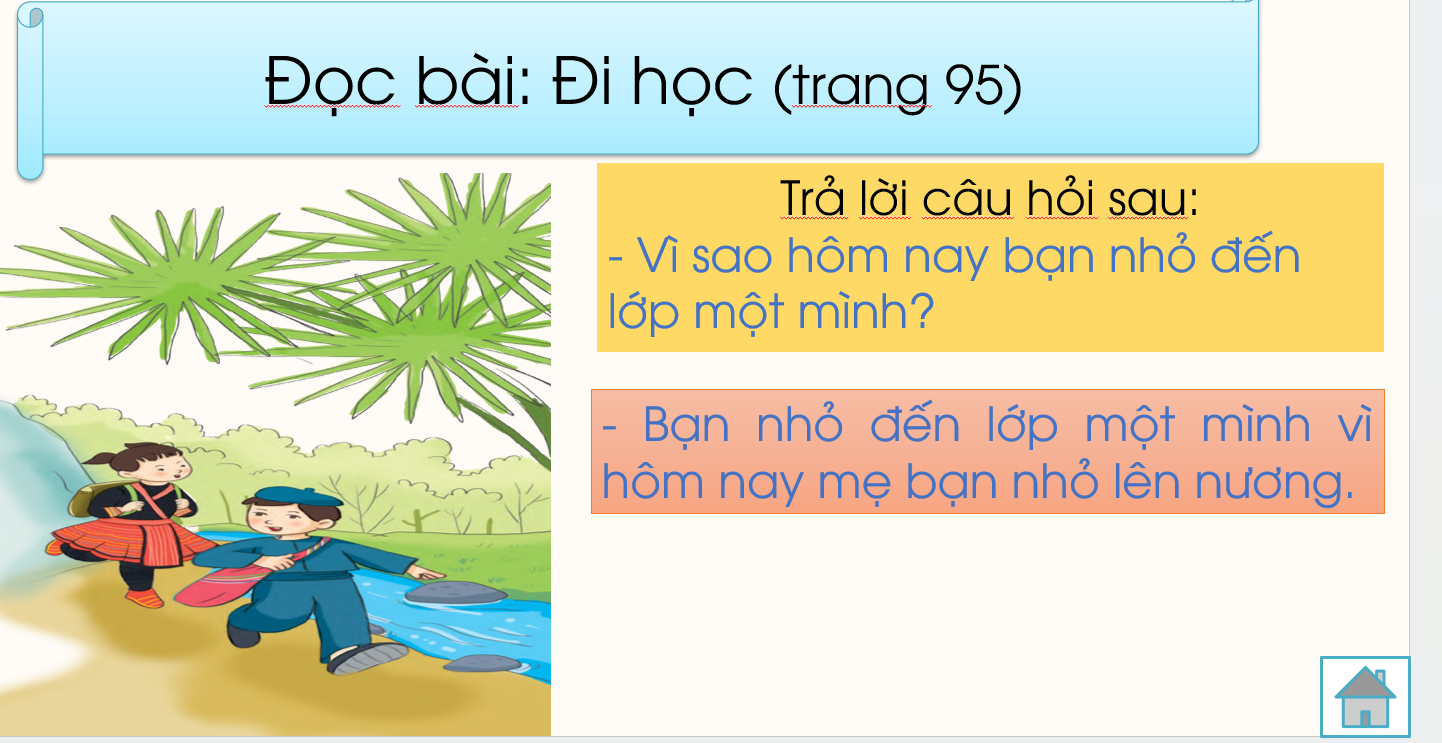 Đọc bài: Đi học (trang 95)
Trả lời câu hỏi sau:
- Vì sao hôm nay bạn nhỏ đến
lớp một mình?
- Bạn nhỏ đến lớp một mình vì
hôm nay mẹ bạn nhỏ lên nương.